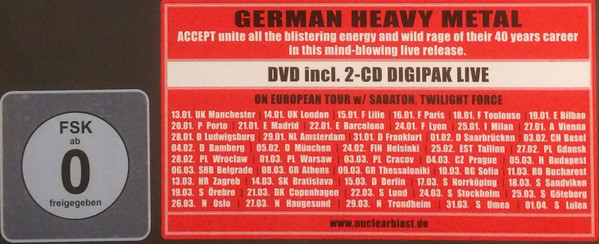 GERMAN HEAVY METAL
ACCEPT unite all the blistering energy and wild rage of their 40 years career
in this mind-blowing live release.
DVD incl. 2-CD DIGIPAK LIVE
ON EUROPEAN TOUR w/ SABATON, TWILIGHT FORCE
13.01. UK Manchester | 14.01. UK London | 15.01. F Lille | 16.01. F Paris | 18.01. F Toulouse | 19.01. E Bilbao
20.01. P Porto | 21.01. E Madrid | 22.01. E Barcelona | 24.01. F Lyon | 25.01. I Milan | 27.01. A Vienna
28.01. D Ludwigsburg | 29.01. NL Amsterdam | 31.01. D Frankfurt | 01.02. D Saarbrücken | 03.02. CH Basel
04.02. D Bamberg | 05.02. D München | 24.02. FIN Helsinki | 25.02. EST Tallinn | 27.02. PL Gdansk
28.02. PL Wroclaw | 01.03. PL Warsaw | 03.03. PL Cracov | 04.03. CZ Prague | 05.03. H Budapest
06.03. SRB Belgrade | 08.03. GR Athens | 09.03. GR Thessaloniki | 10.03. BG Sofia | 11.03. RO Bucharest
13.03. HR Zagreb | 14.03. SK Bratislava | 15.03. D Berlin | 17.03. S Norrköping | 18.03. S Sandviken
19.03. S Örebro | 21.03. DK Copenhagen | 22.03. S Lund | 24.03. S Stockholm | 25.03. S Göteborg
26.03. N Oslo | 27.03. N Haugesund | 29.03. N Trondheim | 31.03. S Umea | 01.04. S Lulea
www.nuclearblast.de
FSK
ab
0
freigegeben